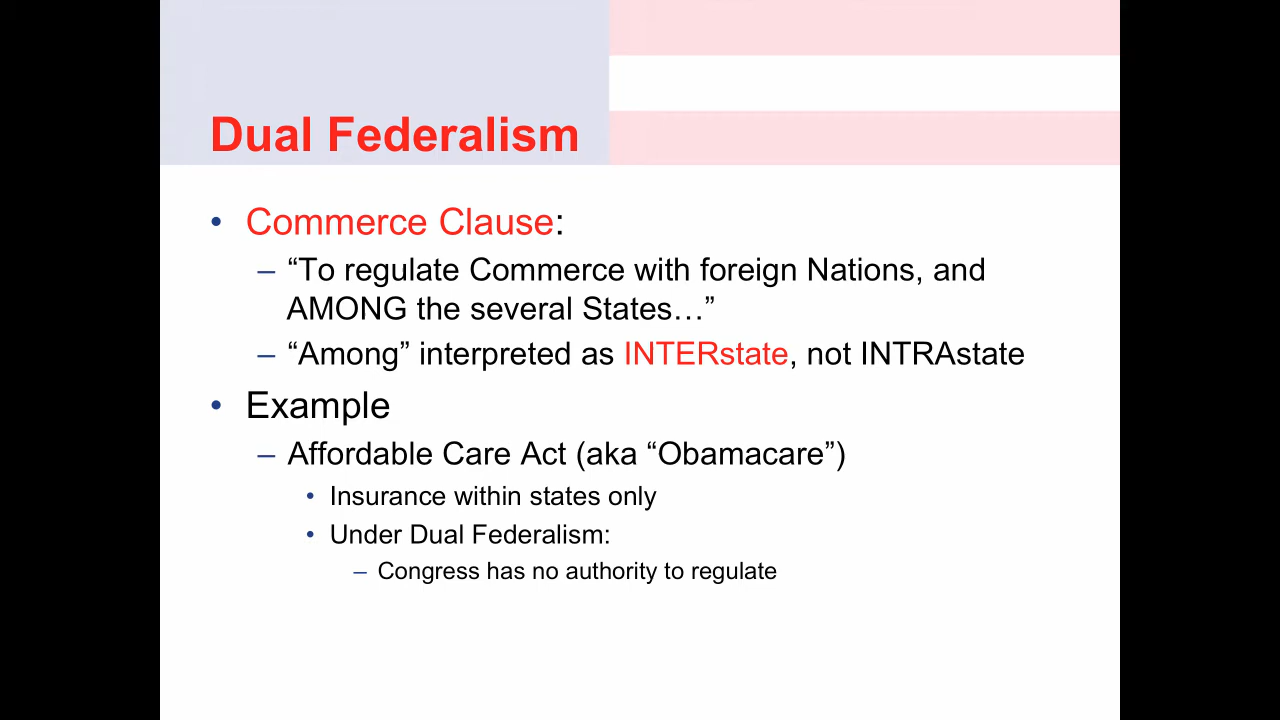 Dual Federalism
• Commerce Clause:
– “To regulate Commerce with foreign Nations, and
AMONG the several States…”
– “Among” interpreted as INTERstate, not INTRAstate
• Example
– Affordable Care Act (aka “Obamacare”)
• Insurance within states only
• Under Dual Federalism:
– Congress has no authority to regulate